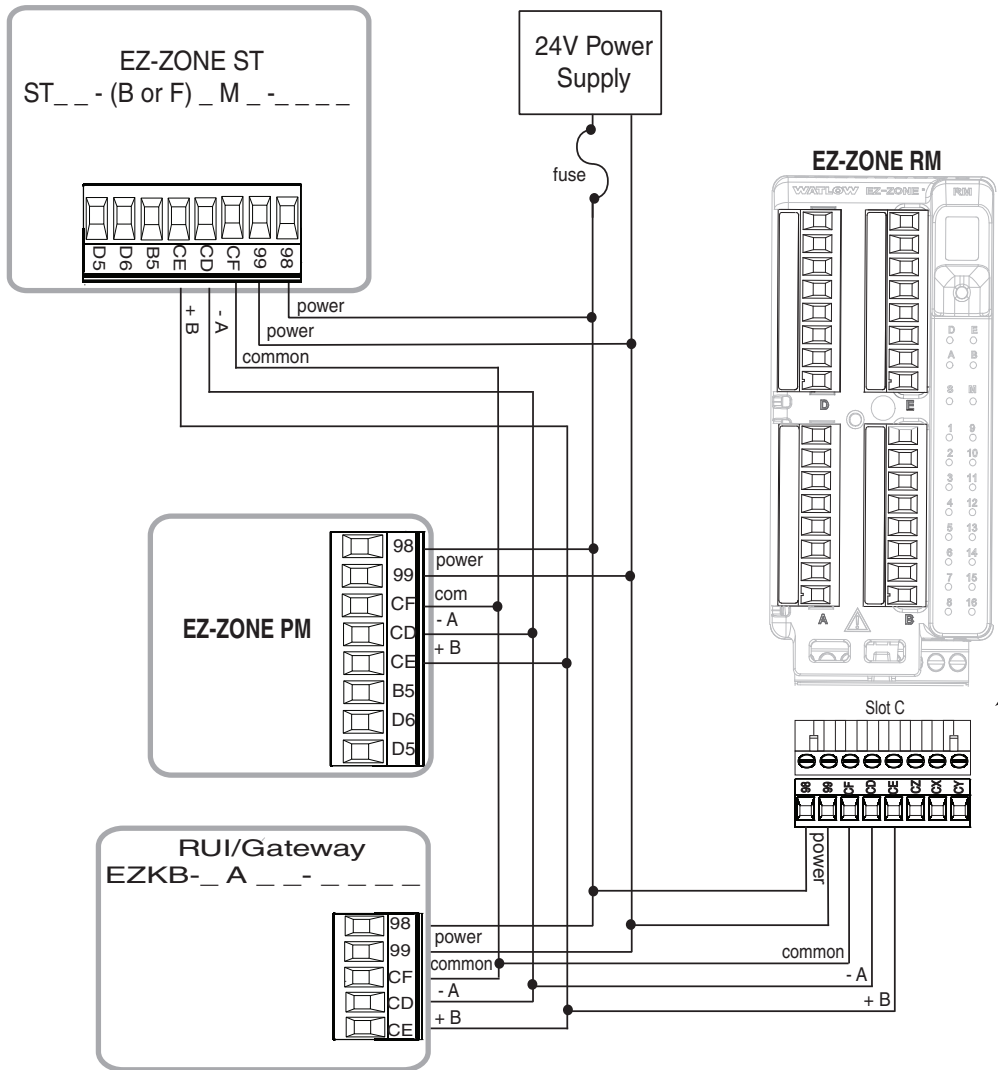 EZ-ZONE ST
ST_ _ - (B or F) _ M _ -_ _ _ _
D5 D6 B5 CE CD CF 99 98
+ B
- A
power
power
common
24V Power
Supply
fuse
EZ-ZONE RM
WATLOW EZ-ZONE RM
D E
A B
S M
1 9
2 10
3 11
4 12
5 13
6 14
7 15
8 16
D E
A B
EZ-ZONE PM
98
99
CF
CD
CE
B5
D6
D5
power
com
- A
+ B
Slot C
98 99 CF CD CE CZ CX CY
power
common
- A
+ B
RUI/Gateway
EZKB-_ A _ _- _ _ _ _
98
99
CF
CD
CE
power
common
- A
+ B